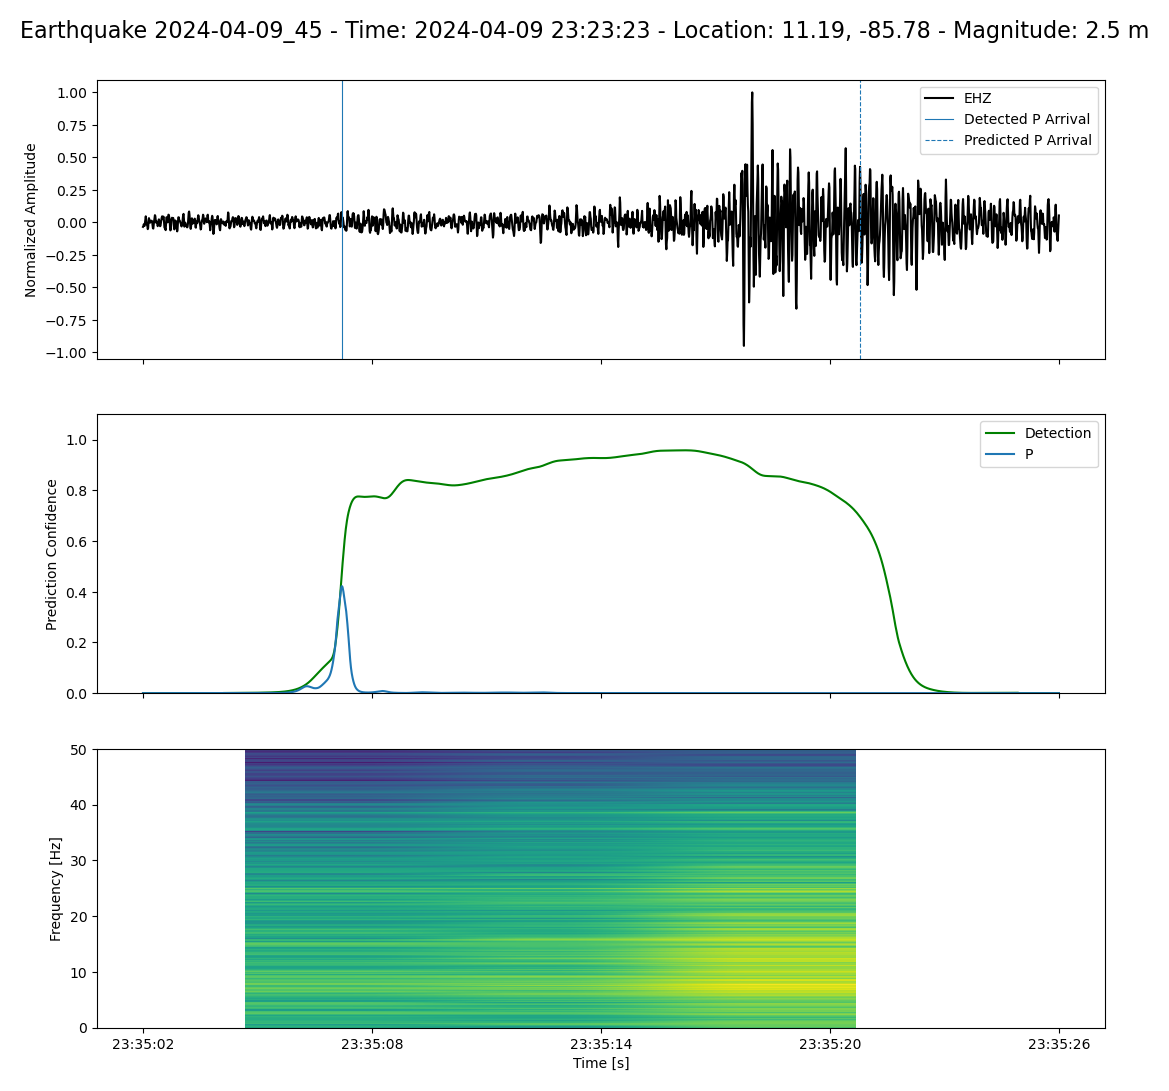 Earthquake 2024-04-09_45 - Time: 2024-04-09 23:23:23 - Location: 11.19, -85.78 - Magnitude: 2.5 m
1.00
0.75
0.50
0.25
0.00
−0.25
−0.50
−0.75
−1.00
Normalized Amplitude
EHZ
Detected P Arrival
Predicted P Arrival
1.0
0.8
0.6
0.4
0.2
0.0
Prediction Confidence
Detection
P
50
40
30
20
10
0
Frequency [Hz]
23:35:02 23:35:08 23:35:14 23:35:20 23:35:26
Time [s]